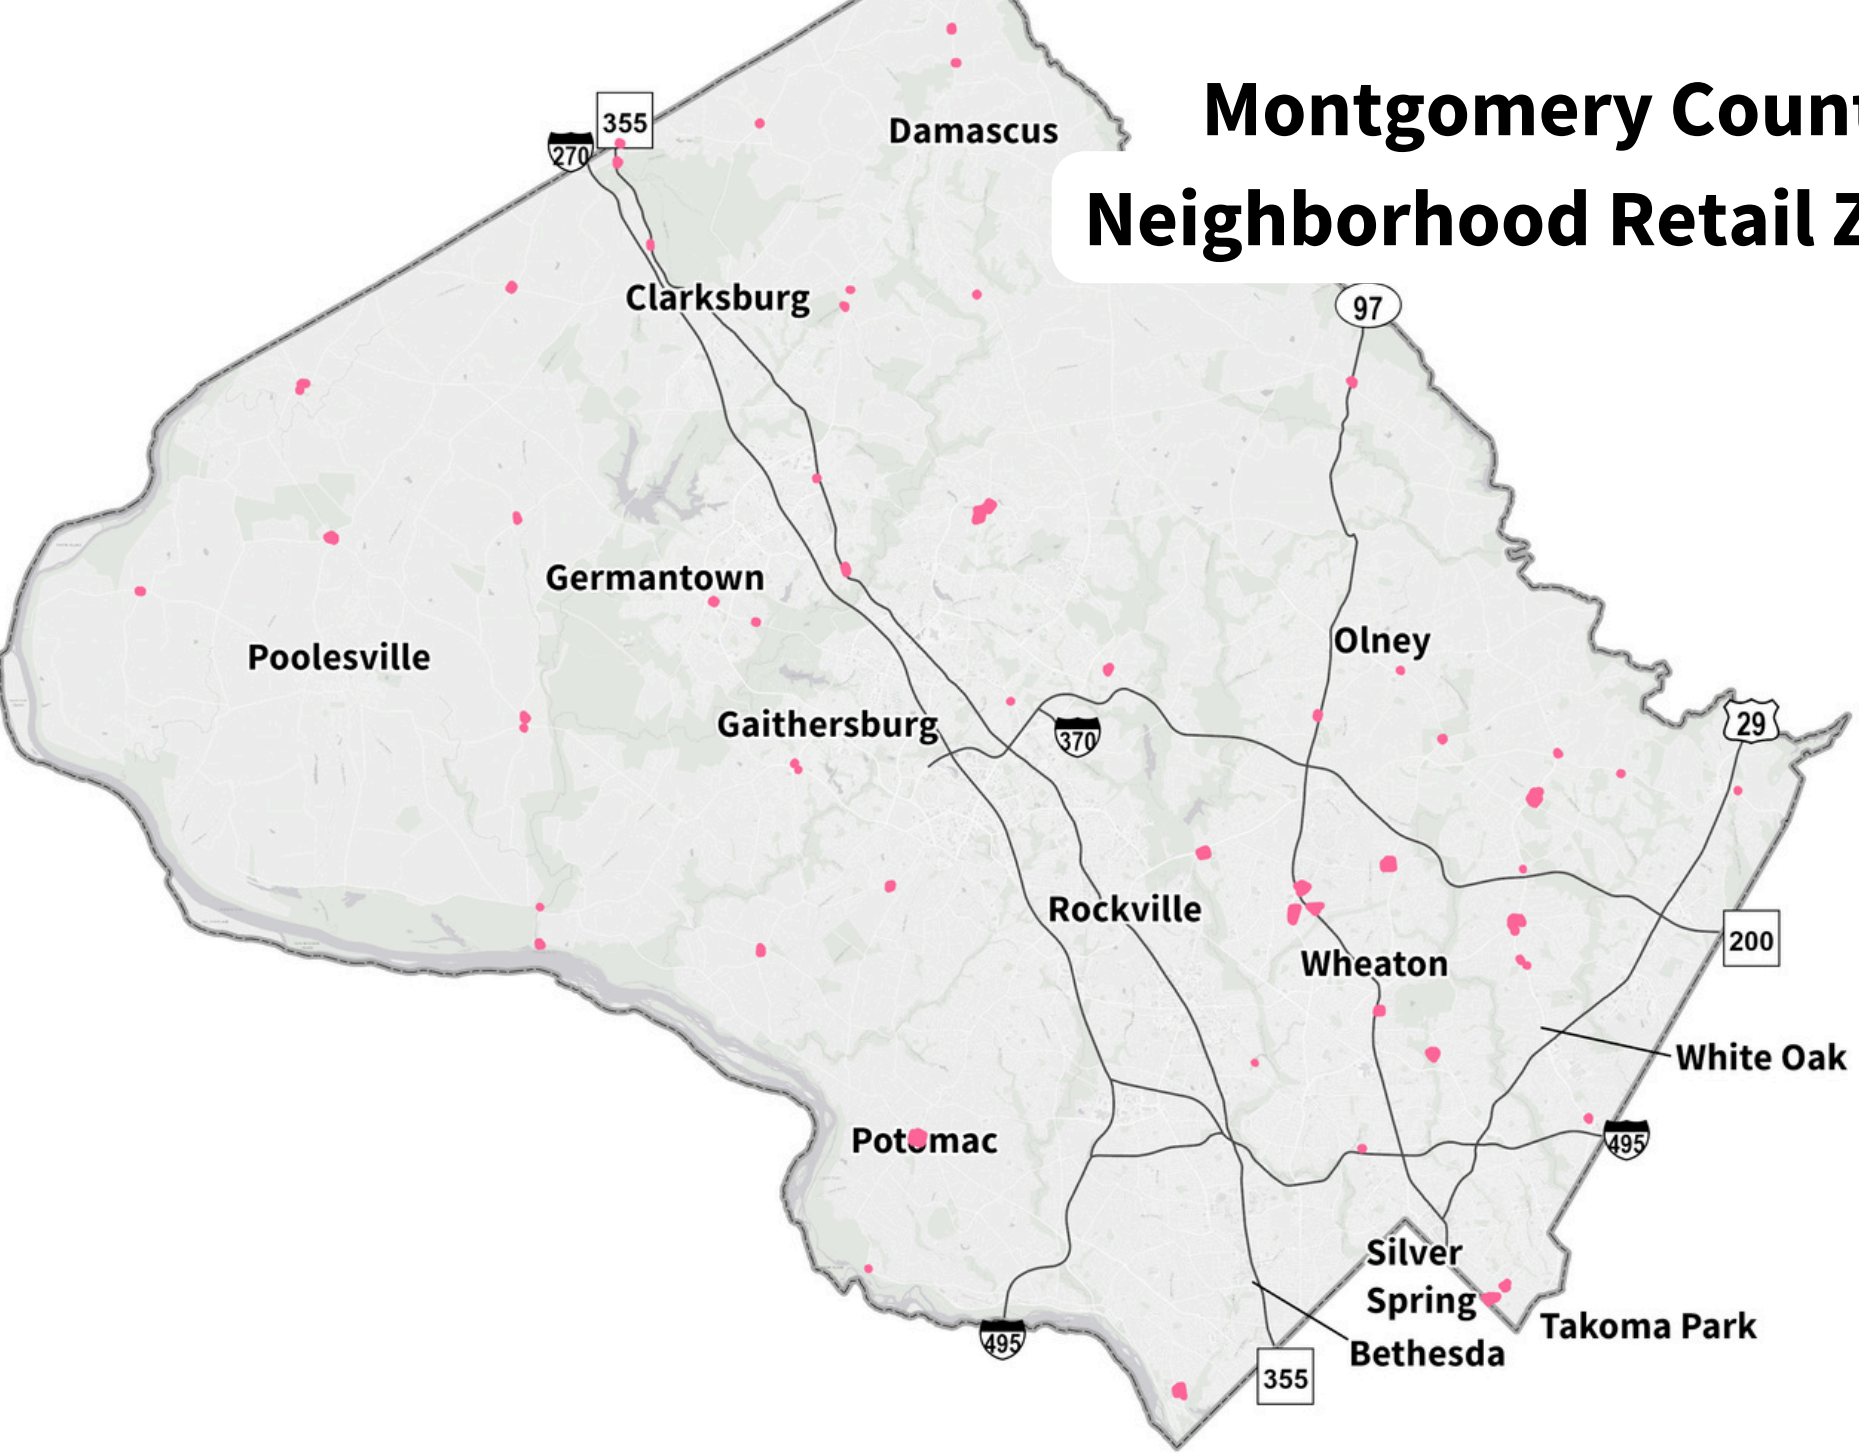 Montgomery Coun
Neighborhood Retail
Damascus
355
270
Clarksburg
97
Germantown
Poolesville
Olney
Gaithersburg
370
29
Rockville
200
Wheaton
White Oak
Potomac
495
Silver
Spring
Takoma Park
495
Bethesda
355